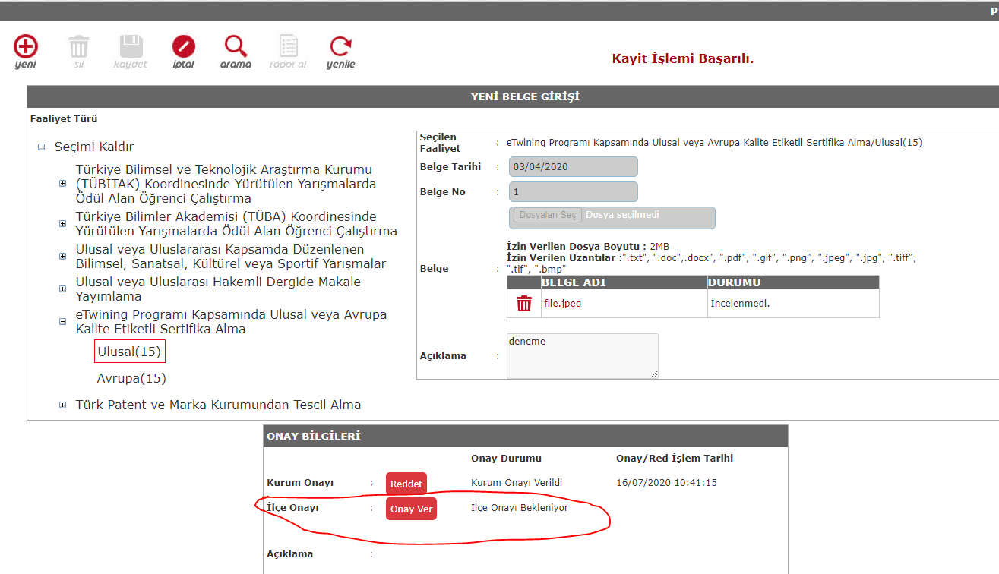 P
yeni
sil
kaydet
iptal
arama
rapor al
yenile
Kayit İşlemi Başarılı.
YENİ BELGE GİRİŞİ
Faaliyet Türü
Seçimi Kaldır
Türkiye Bilimsel ve Teknolojik Araştırma Kurumu
(TÜBİTAK) Koordinesinde Yürütülen Yarışmalarda
Ödül Alan Öğrenci Çalıştırma
Türkiye Bilimler Akademisi (TÜBA) Koordinesinde
Yürütülen Yarışmalarda Ödül Alan Öğrenci Çalıştırma
Ulusal veya Uluslararası Kapsamda Düzenlenen
Bilimsel, Sanatsal, Kültürel veya Sportif Yarışmalar
Ulusal veya Uluslarası Hakemli Dergide Makale
Yayımlama
eTwining Programı Kapsamında Ulusal veya Avrupa
Kalite Etiketli Sertifika Alma
Ulusal(15)
Avrupa(15)
Türk Patent ve Marka Kurumundan Tescil Alma
Seçilen
Faaliyet : eTwining Programı Kapsamında Ulusal veya Avrupa Kalite Etiketli Sertifika Alma/Ulusal(15)
Belge Tarihi : 03/04/2020
Belge No : 1
Dosyaları Seç Dosya seçilmedi
İzin Verilen Dosya Boyutu : 2MB
İzin Verilen Uzantılar :".txt", ".doc",.docx", ".pdf", ".gif", ".png", ".jpeg", ".jpg", ".tiff",
Belge : ".tif", ".bmp"
BELGE ADI DURUMU
file.jpeg İncelenmedi.
Açıklama : deneme
ONAY BİLGİLERİ
Onay Durumu Onay/Red İşlem Tarihi
Kurum Onayı : Reddet Kurum Onayı Verildi 16/07/2020 10:41:15
İlçe Onayı : Onay Ver İlçe Onayı Bekleniyor
Açıklama :